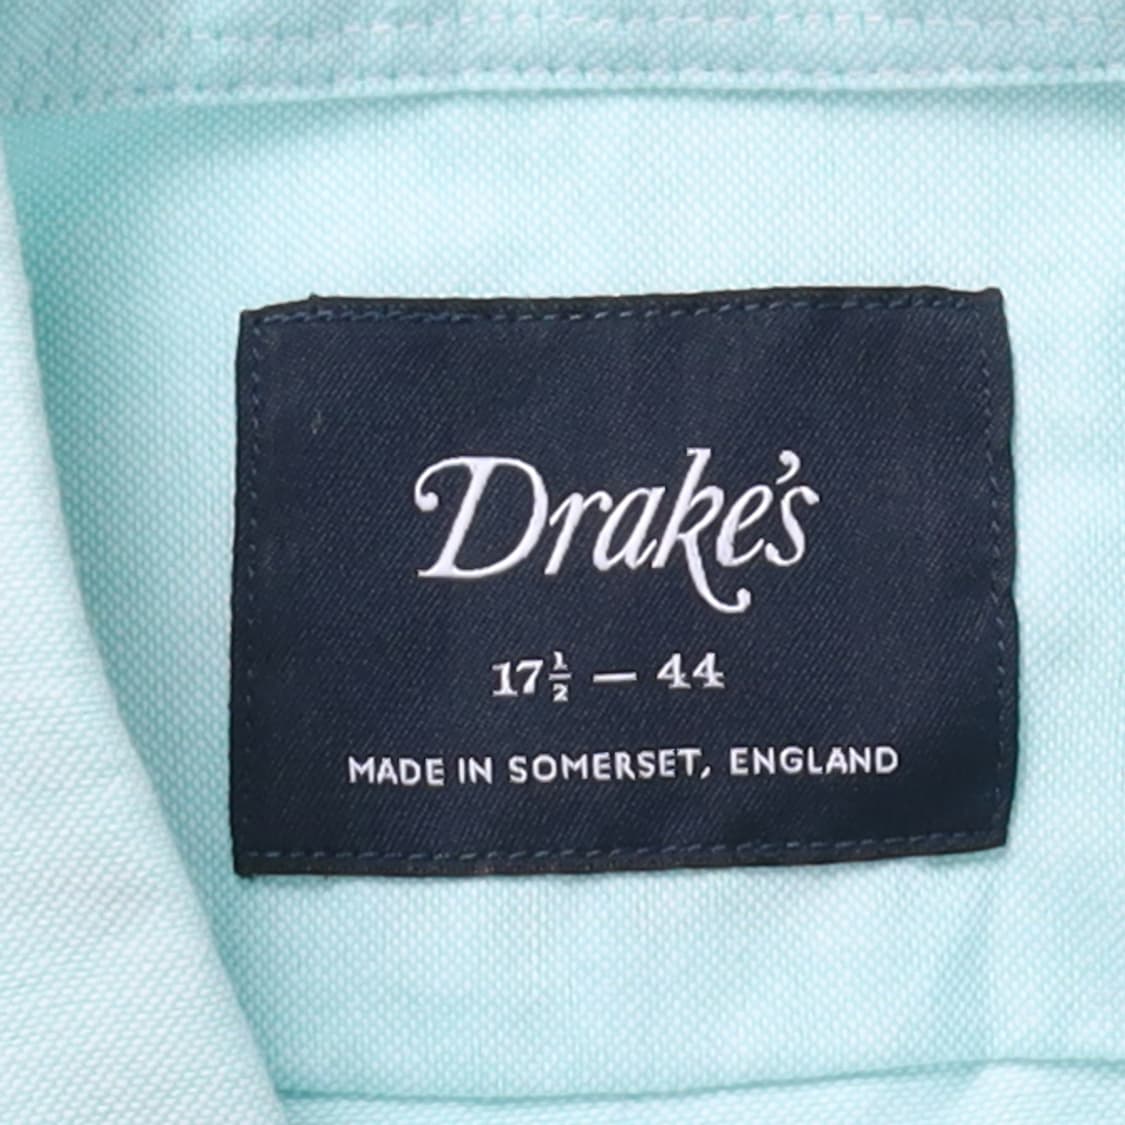 Drake's
17½ — 44
MADE IN SOMERSET, ENGLAND